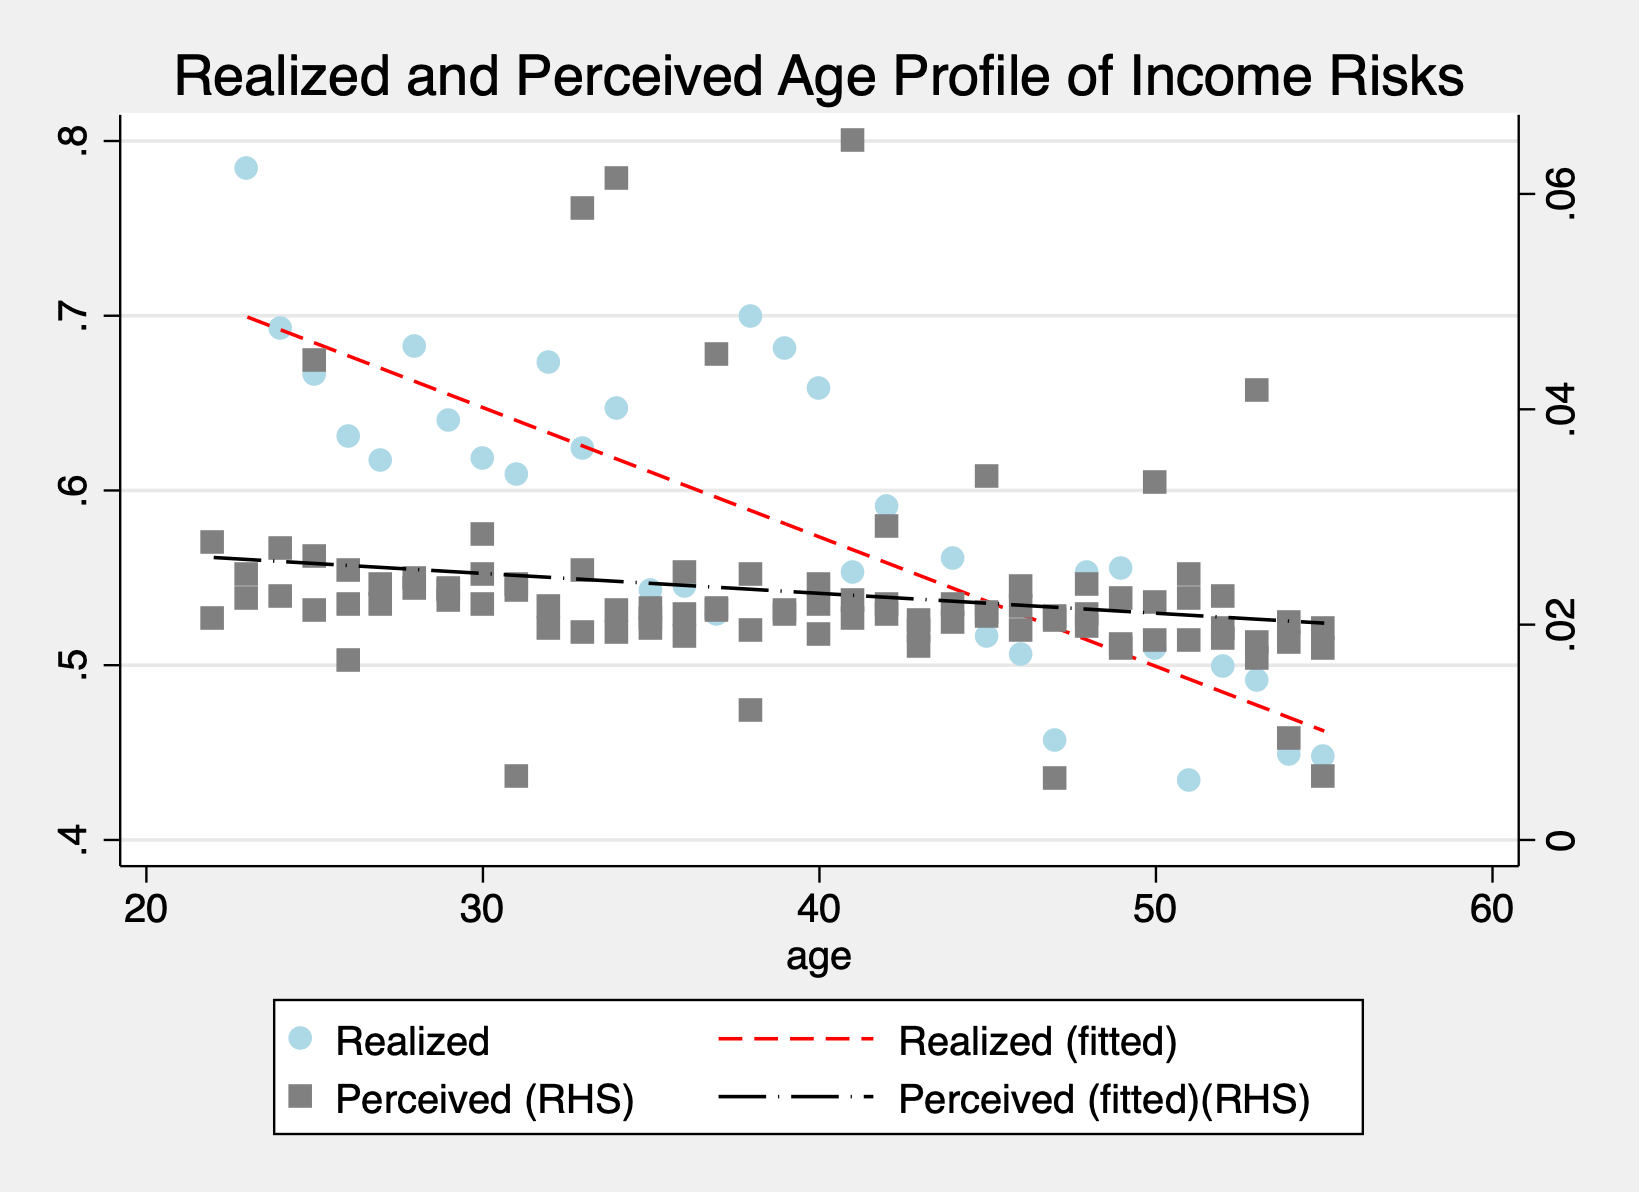 Realized and Perceived Age Profile of Income Risks
.8
.7
.6
.5
.4
.06
.04
.02
0
20 30 40 50 60
age
Realized Realized (fitted)
Perceived (RHS) Perceived (fitted)(RHS)